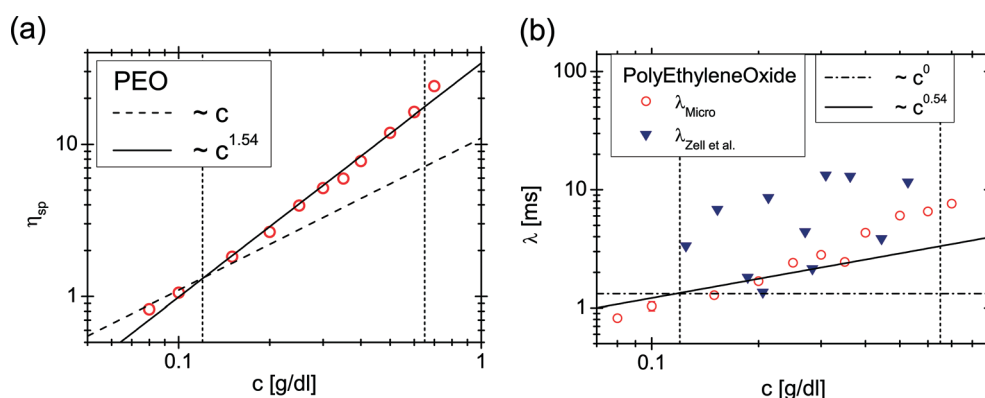 (a)
PEO
~ c
~ c^1.54
10
1
η_sp
0.1
1
c [g/dl]
(b)
PolyEthyleneOxide
λ_Micro
λ_Zell et al.
~ c^0
~ c^0.54
100
10
1
λ [ms]
0.1
c [g/dl]